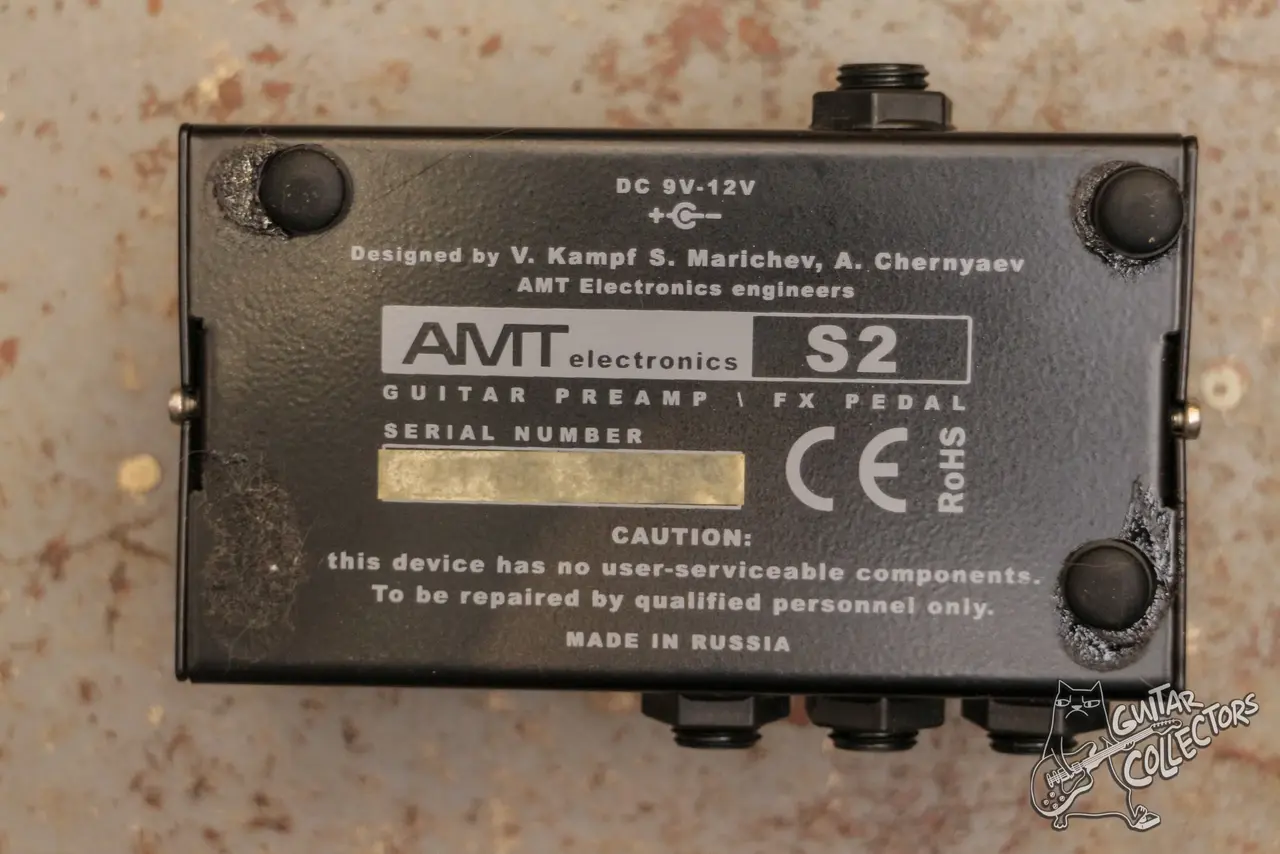 DC 9V-12V
+ -
Designed by V. Kampf S. Marichev, A. Chernyaev
AMT Electronics engineers
AMT electronics S2
GUITAR PREAMP \ FX PEDAL
SERIAL NUMBER
CE RoHS
CAUTION:
this device has no user-serviceable components.
To be repaired by qualified personnel only.
MADE IN RUSSIA
GUITAR
COLLECTORS